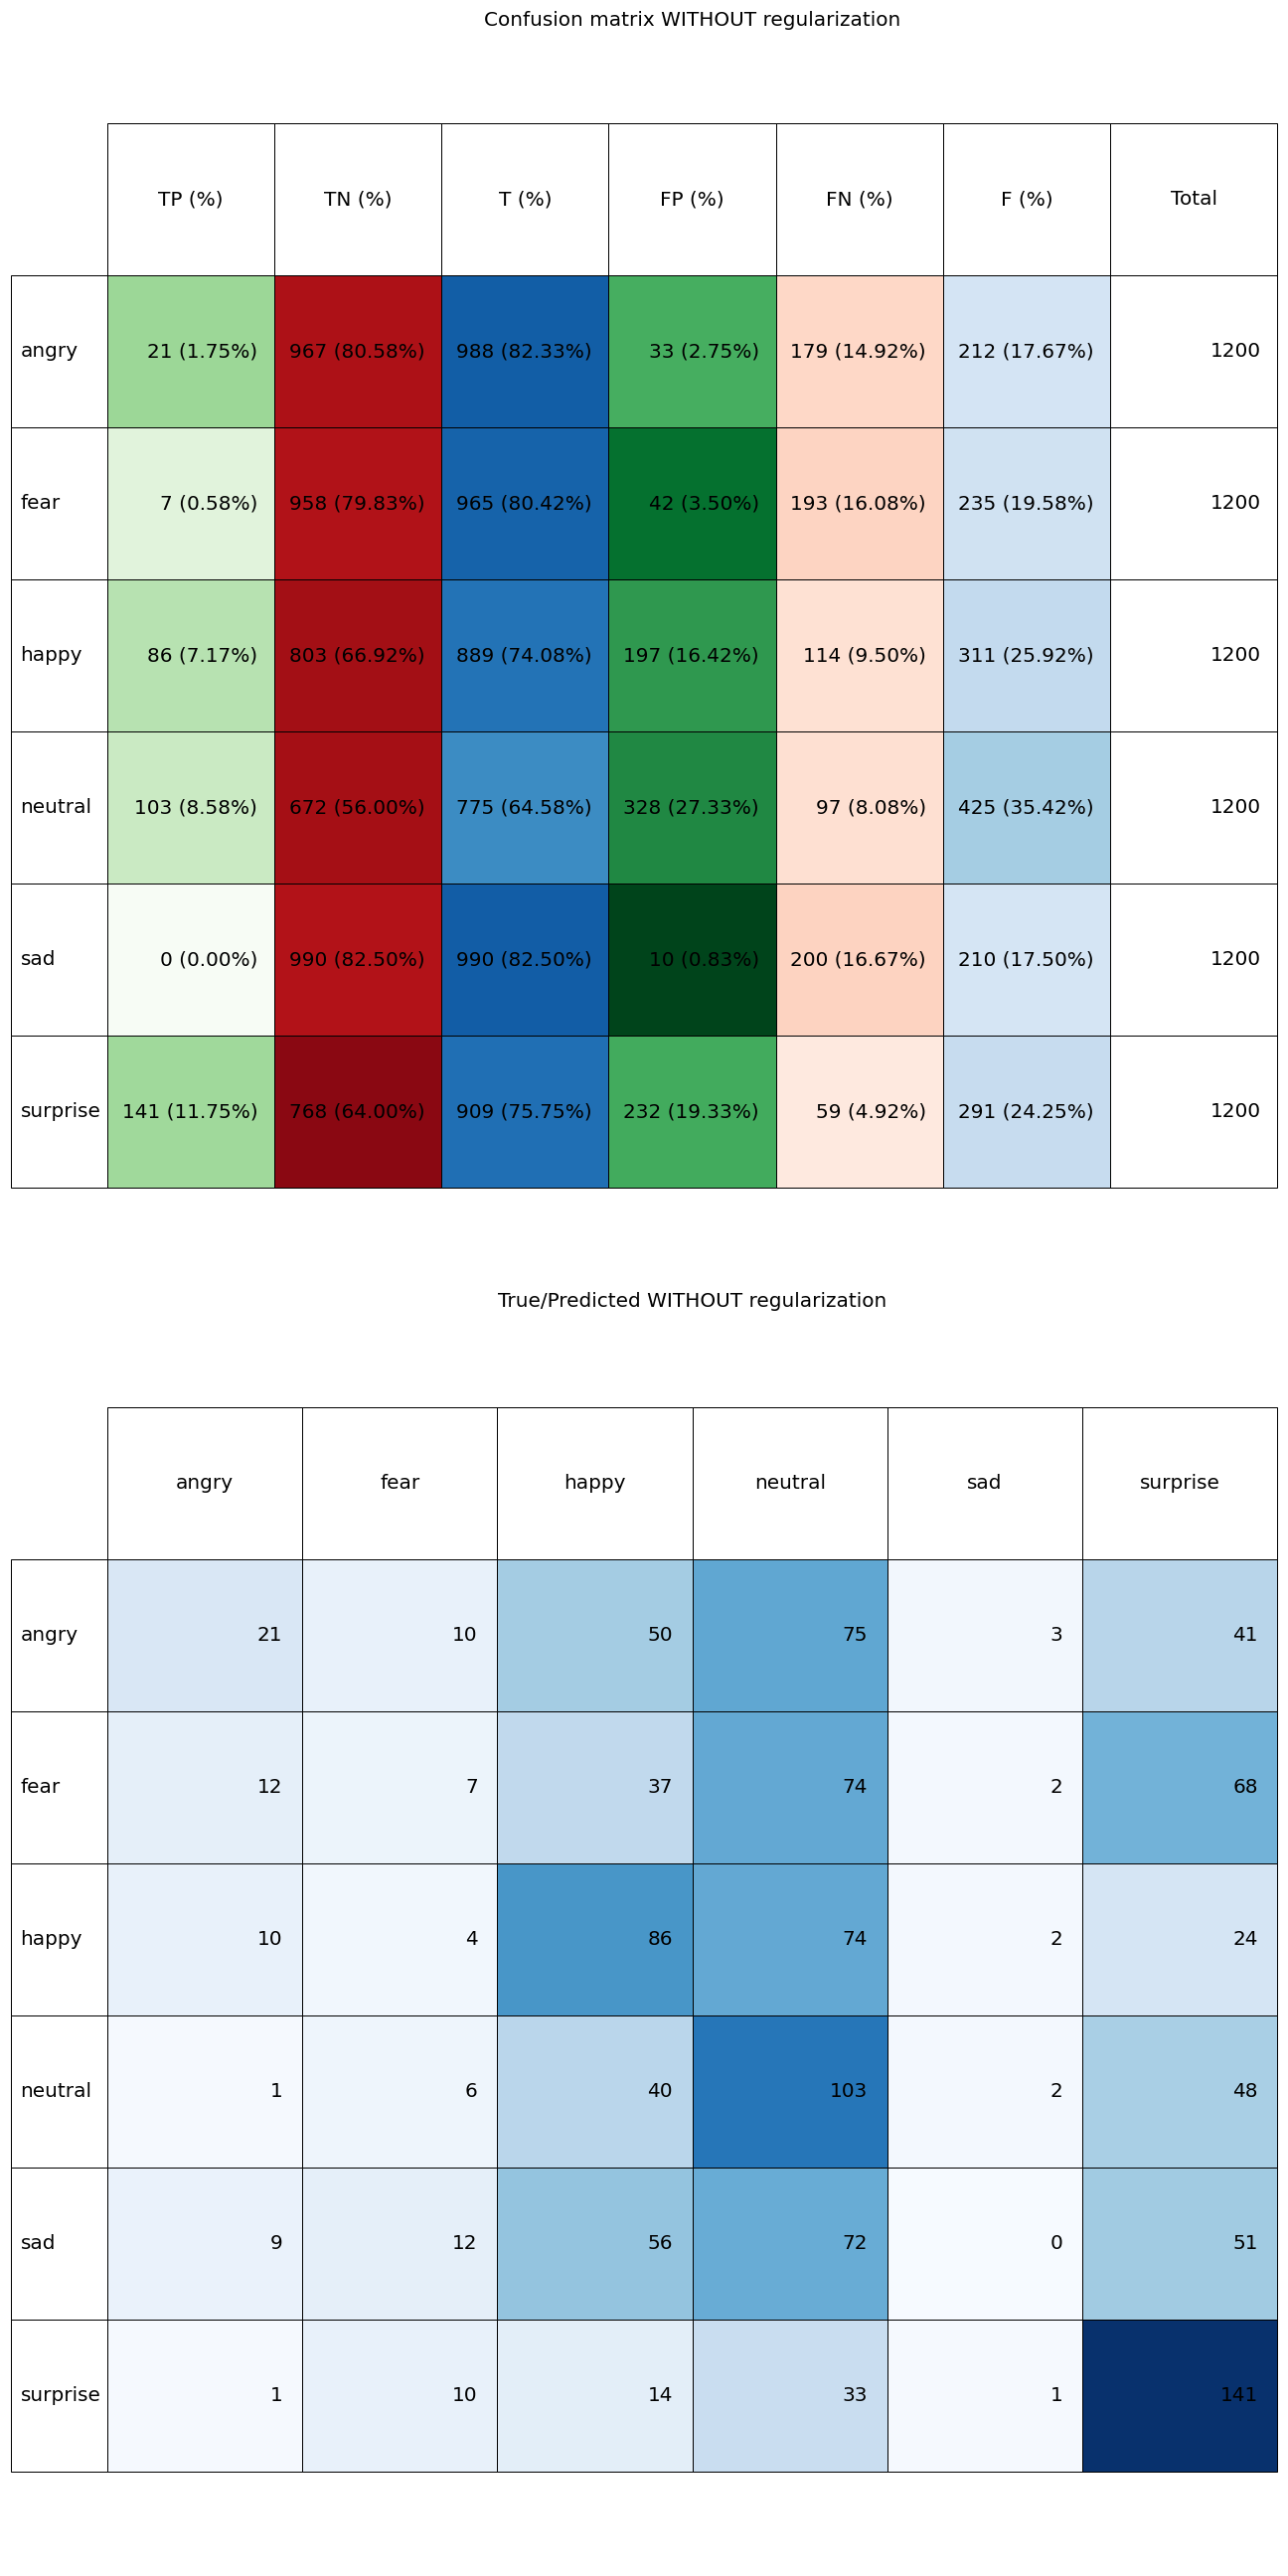 Confusion matrix WITHOUT regularization
TP (%) TN (%) T (%) FP (%) FN (%) F (%) Total
angry 21 (1.75%) 967 (80.58%) 988 (82.33%) 33 (2.75%) 179 (14.92%) 212 (17.67%) 1200
fear 7 (0.58%) 958 (79.83%) 965 (80.42%) 42 (3.50%) 193 (16.08%) 235 (19.58%) 1200
happy 86 (7.17%) 803 (66.92%) 889 (74.08%) 197 (16.42%) 114 (9.50%) 311 (25.92%) 1200
neutral 103 (8.58%) 672 (56.00%) 775 (64.58%) 328 (27.33%) 97 (8.08%) 425 (35.42%) 1200
sad 0 (0.00%) 990 (82.50%) 990 (82.50%) 10 (0.83%) 200 (16.67%) 210 (17.50%) 1200
surprise 141 (11.75%) 768 (64.00%) 909 (75.75%) 232 (19.33%) 59 (4.92%) 291 (24.25%) 1200
True/Predicted WITHOUT regularization
angry fear happy neutral sad surprise
angry 21 10 50 75 3 41
fear 12 7 37 74 2 68
happy 10 4 86 74 2 24
neutral 1 6 40 103 2 48
sad 9 12 56 72 0 51
surprise 1 10 14 33 1 141